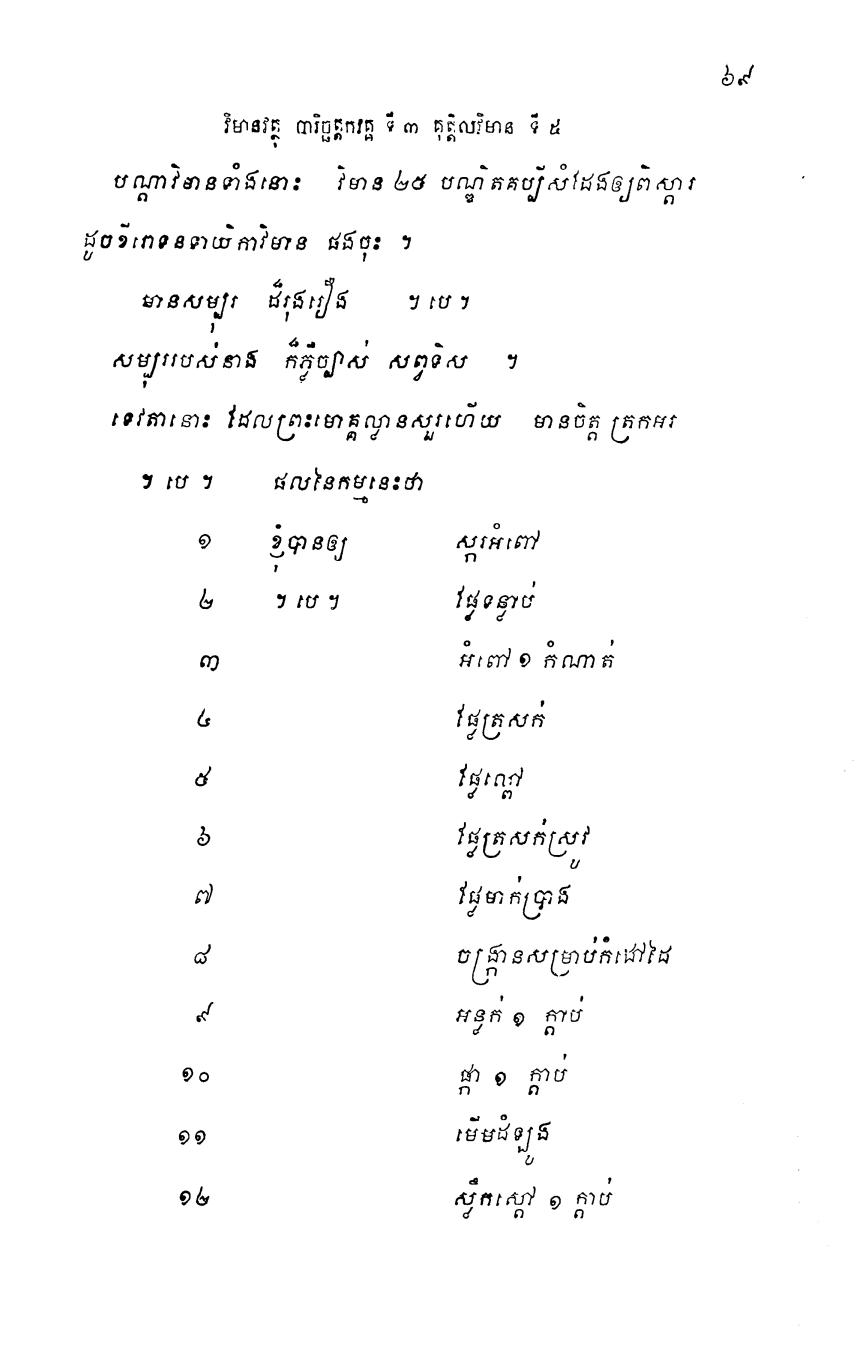 ៦៩
វិមានវត្ថុ បារិច្ឆត្តកវគ្គ ទី ៣ គុត្តិលវិមាន ទី ៥
បណ្តាវិមានទាំងនោះ វិមាន ២៥ បណ្ឌិតគប្បីសំដែងឲ្យពិស្តារ
ដូចខីរោទនទាយិកាវិមាន ផងចុះ ។
មានសម្បុរ ដ៏រុងរឿង ។ បេ ។
សម្បុររបស់នាង ក៏ភ្លឺច្បាស់ សព្វទិស ។
ទេវតានោះ ដែលព្រះមោគ្គល្លានសួរហើយ មានចិត្ត ត្រកអរ
។ បេ ។ ផលនៃកម្មនេះថា
១ ខ្ញុំបានឲ្យ ស្ករអំពៅ
២ ។ បេ ។ ផ្លែទន្លាប់
៣ អំពៅ ១ កំណាត់
៤ ផ្លែត្រសក់
៥ ផ្លែល្ពៅ
៦ ផ្លែត្រសក់ស្រូវ
៧ ផ្លែមាក់ប្រាង
៨ ចង្ក្រានសម្រាប់កំដៅដៃ
៩ អន្លក់ ១ ក្តាប់
១០ ផ្កា ១ ក្តាប់
១១ មើមដំឡូង
១២ ស្លឹកស្តៅ ១ ក្តាប់